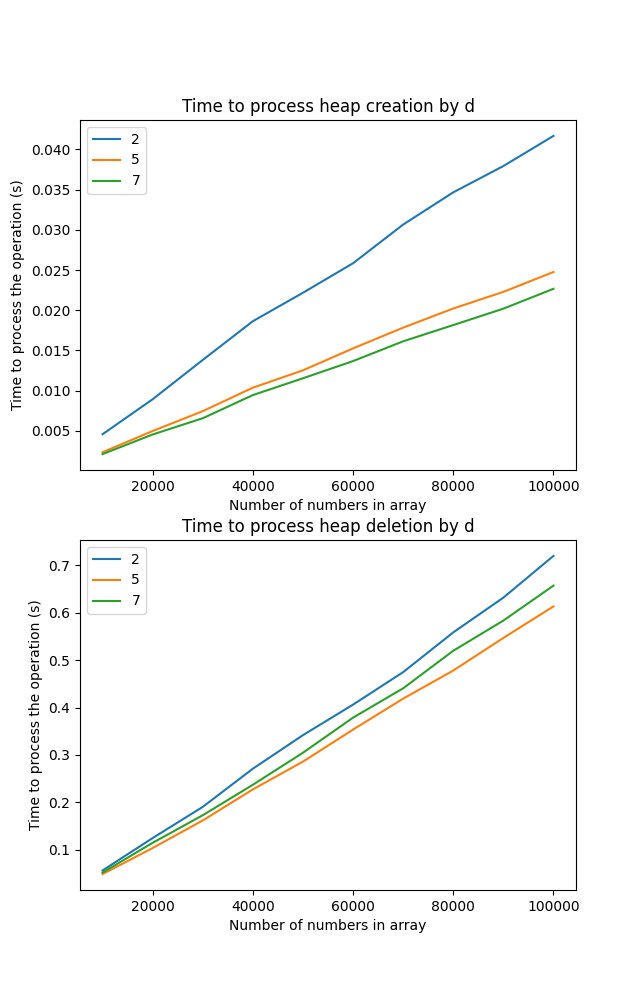 Time to process heap creation by d
2
5
7
0.040
0.035
0.030
0.025
0.020
0.015
0.010
0.005
Time to process the operation (s)
20000 40000 60000 80000 100000
Number of numbers in array
Time to process heap deletion by d
2
5
7
0.7
0.6
0.5
0.4
0.3
0.2
0.1
Time to process the operation (s)
20000 40000 60000 80000 100000
Number of numbers in array